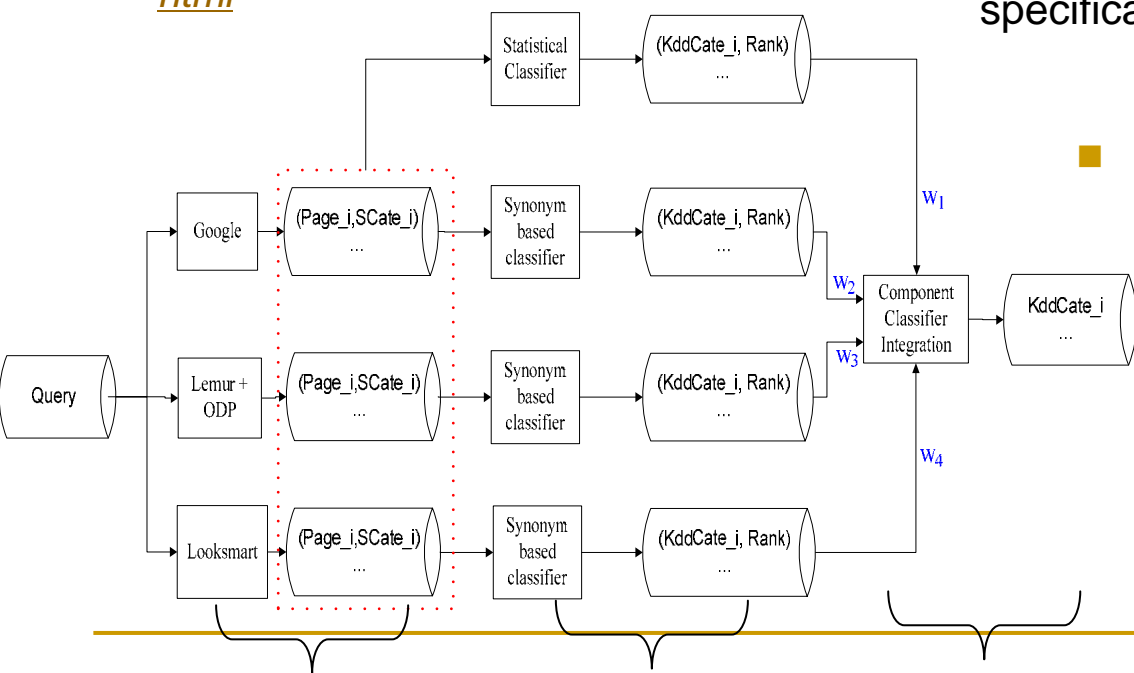 html
specifica
Statistical
Classifier
(KddCate_i, Rank)
...
W1
Google
(Page_i,SCate_i)
...
Synonym
based
classifier
(KddCate_i, Rank)
...
W2
Component
Classifier
Integration
KddCate_i
...
Query
Lemur +
ODP
(Page_i,SCate_i)
...
Synonym
based
classifier
(KddCate_i, Rank)
...
W3
W4
Looksmart
(Page_i,SCate_i)
...
Synonym
based
classifier
(KddCate_i, Rank)
...